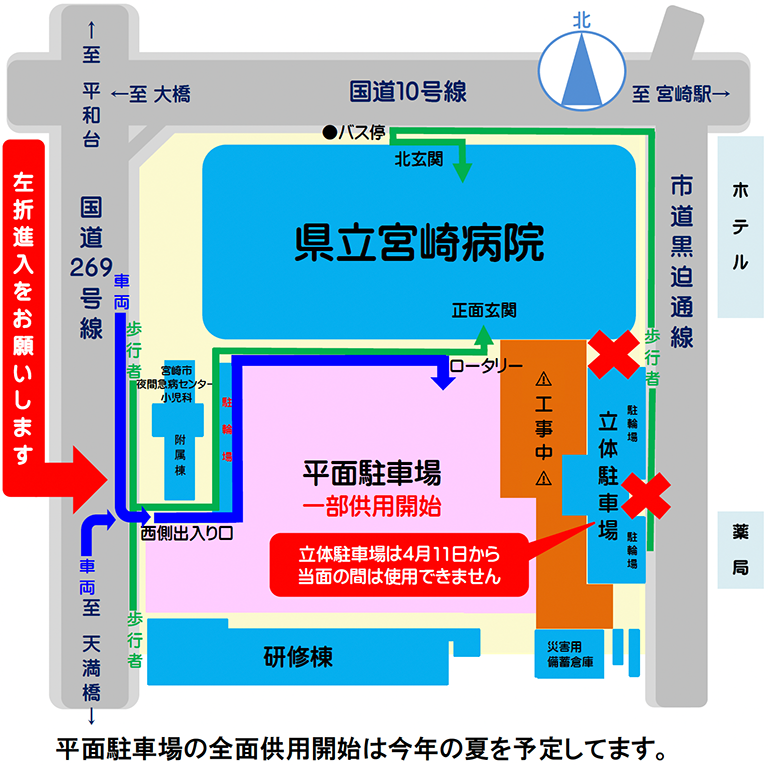 北
↑至 平和台
←至 大橋
国道10号線
至 宮崎駅→
●バス停
北玄関
左折進入をお願いします
国道269号線
市道黒迫通線
ホテル
県立宮崎病院
車両
正面玄関
歩行者
歩行者
ロータリー
宮崎市
夜間急病センター
小児科
附属棟
駐輪場
⚠工事中⚠
立体駐車場
駐輪場
平面駐車場
一部供用開始
西側出入り口
駐輪場
薬局
立体駐車場は4月11日から
当面の間は使用できません
車両
至 天満橋→
歩行者
研修棟
災害用
備蓄倉庫
平面駐車場の全面供用開始は今年の夏を予定してます。